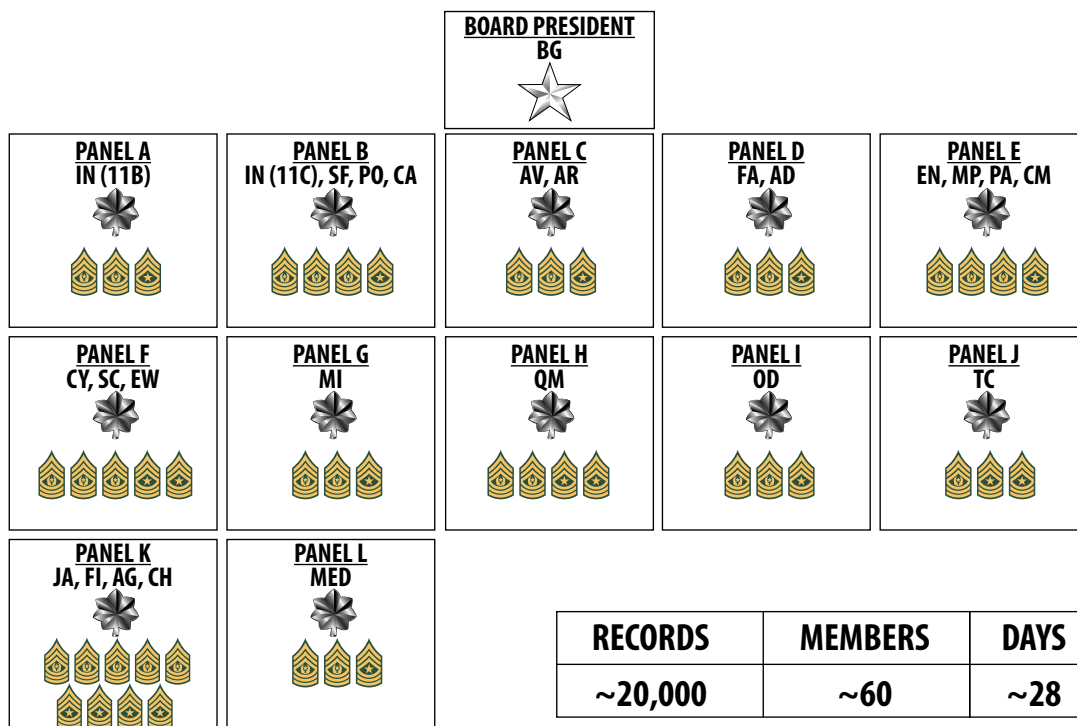 BOARD PRESIDENT
BG
PANEL A
IN (11B)
PANEL B
IN (11C), SF, PO, CA
PANEL C
AV, AR
PANEL D
FA, AD
PANEL E
EN, MP, PA, CM
PANEL F
CY, SC, EW
PANEL G
MI
PANEL H
QM
PANEL I
OD
PANEL J
TC
PANEL K
JA, FI, AG, CH
PANEL L
MED
RECORDS MEMBERS DAYS
~20,000 ~60 ~28